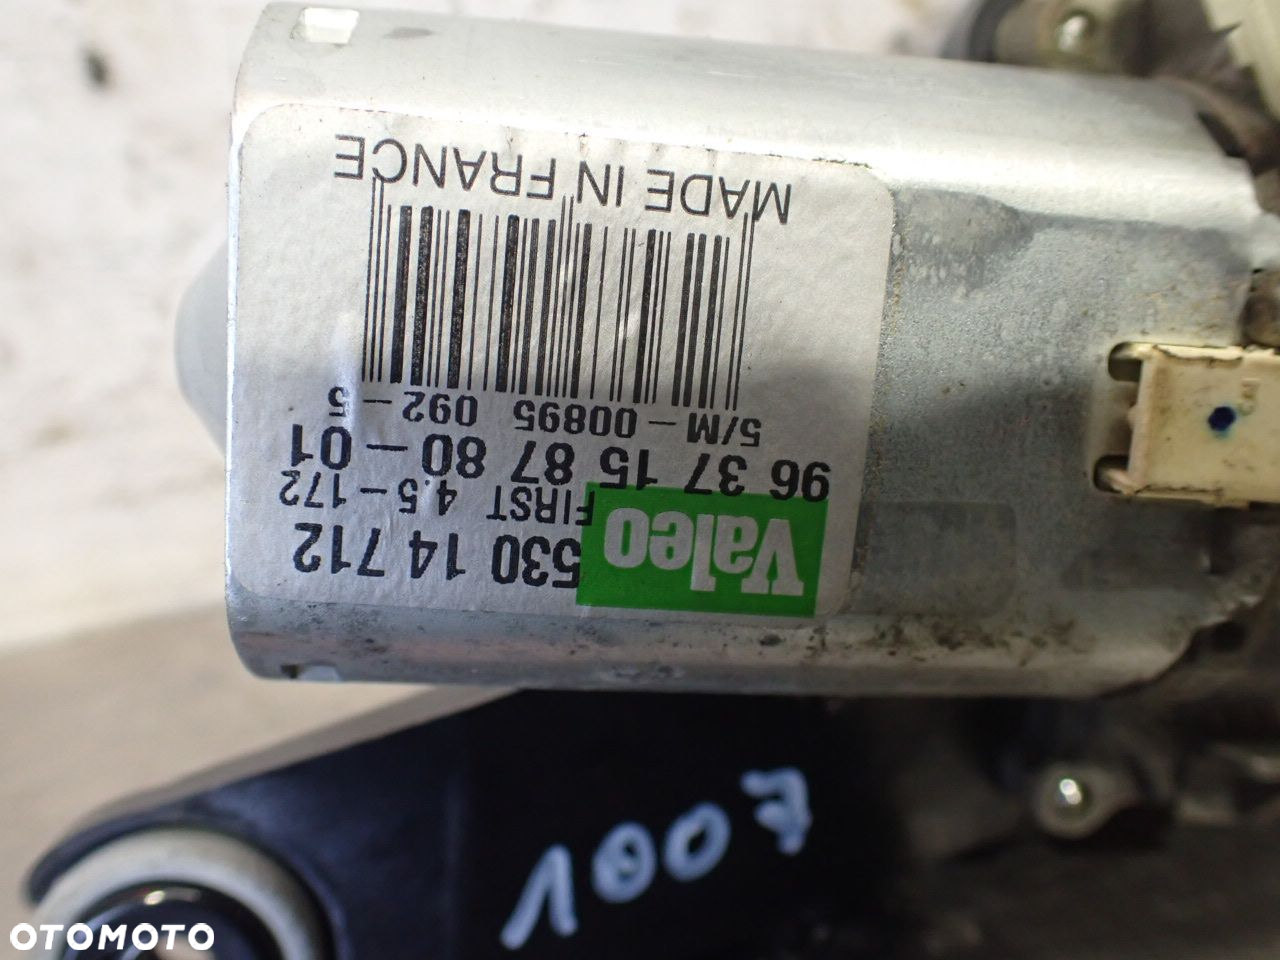 Valeo
530 14 712
FIRST 4.5-172
96 37 15 87 80-01
5/M-00895 092-5
MADE IN FRANCE
OTOMOTO